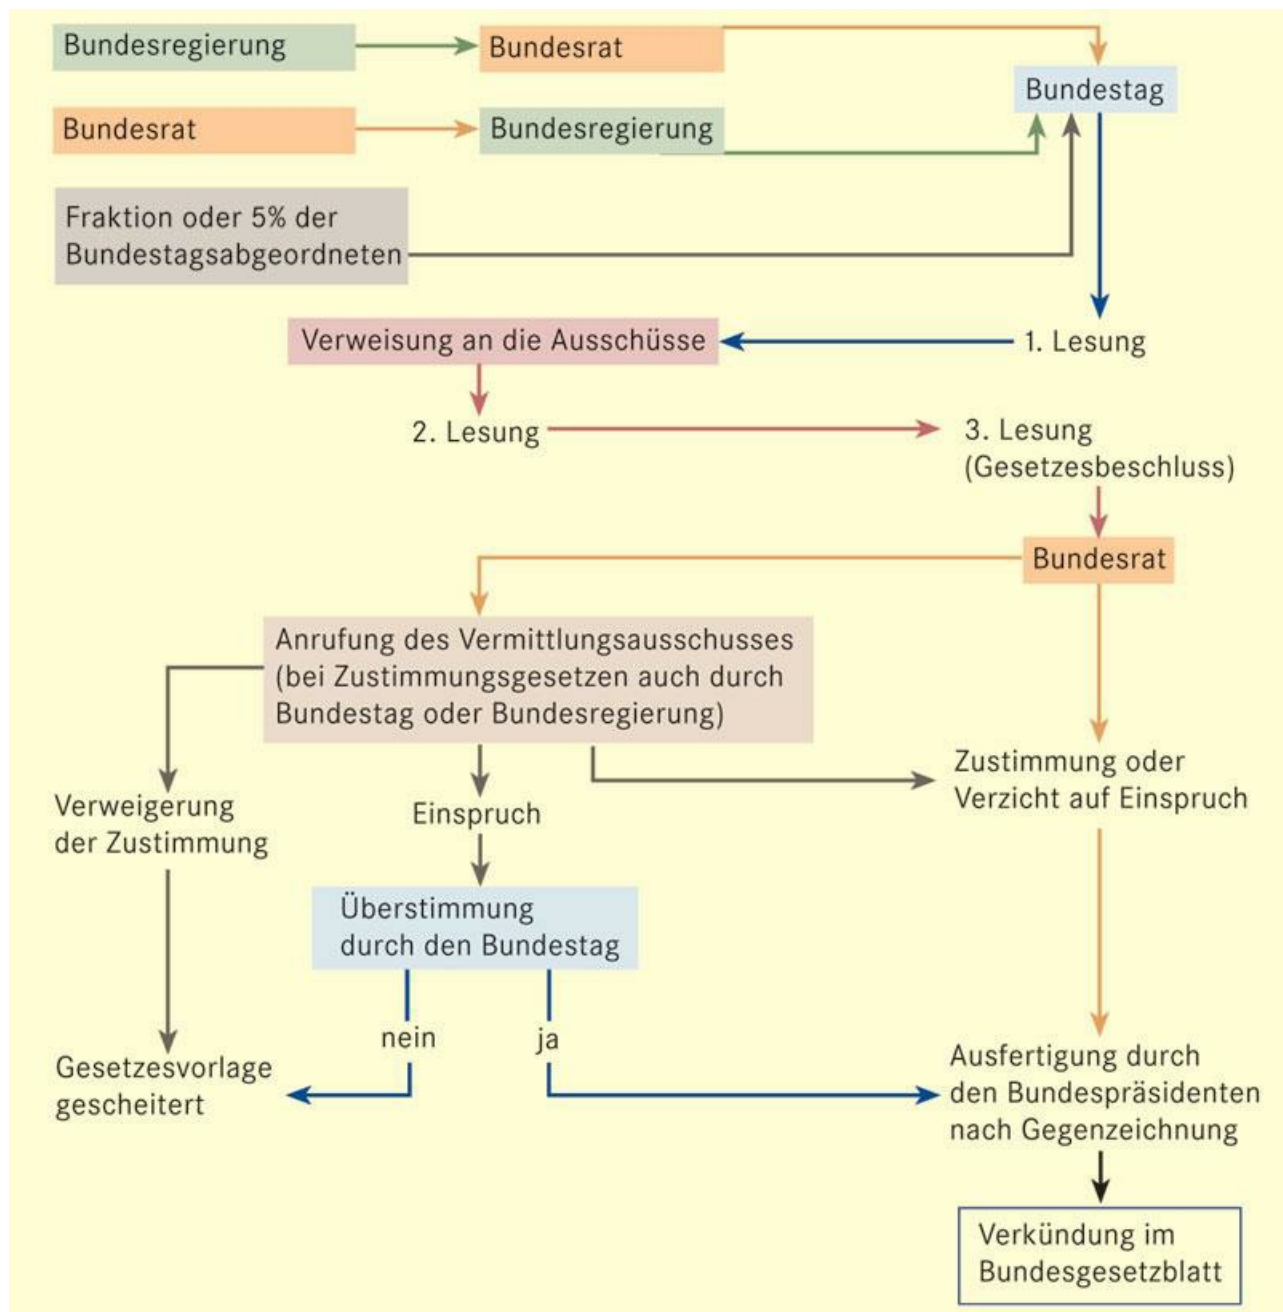 Bundesregierung
Bundesrat
Bundestag
Bundesrat
Bundesregierung
Fraktion oder 5% der
Bundestagsabgeordneten
Verweisung an die Ausschüsse
1. Lesung
2. Lesung
3. Lesung
(Gesetzesbeschluss)
Bundesrat
Anrufung des Vermittlungsausschusses
(bei Zustimmungsgesetzen auch durch
Bundestag oder Bundesregierung)
Zustimmung oder
Verzicht auf Einspruch
Verweigerung
der Zustimmung
Einspruch
Überstimmung
durch den Bundestag
nein
ja
Gesetzesvorlage
gescheitert
Ausfertigung durch
den Bundespräsidenten
nach Gegenzeichnung
Verkündung im
Bundesgesetzblatt